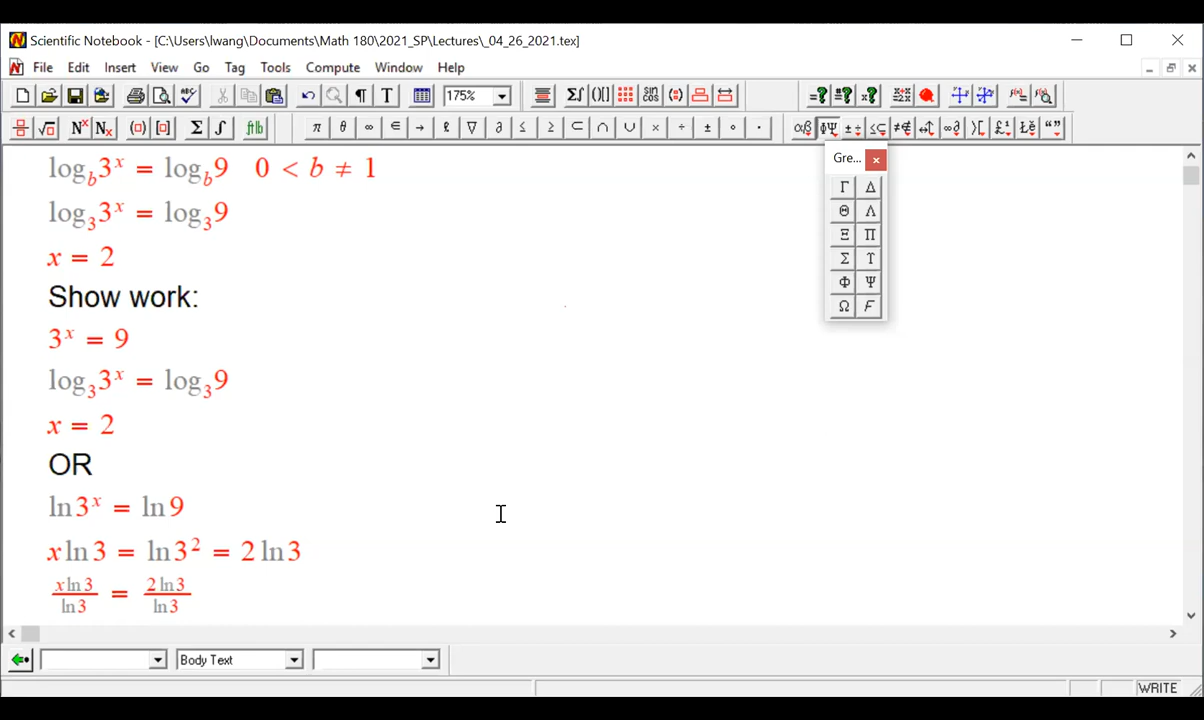 Scientific Notebook - [C:\Users\lwang\Documents\Math 180\2021_SP\Lectures\_04_26_2021.tex]
File Edit Insert View Go Tag Tools Compute Window Help
175%
π θ ∞ ∈ → ℓ ∇ ∂ ≤ ≥ ⊂ ∩ ∪ × ÷ ± ∘ ·
log_b 3^x = log_b 9 0 < b ≠ 1
Gre...
Γ Δ
Θ Λ
Ξ Π
Σ ϒ
Φ Ψ
Ω F
log_3 3^x = log_3 9
x = 2
Show work:
3^x = 9
log_3 3^x = log_3 9
x = 2
OR
ln 3^x = ln 9
x ln 3 = ln 3^2 = 2 ln 3
x ln 3 / ln 3 = 2 ln 3 / ln 3
Body Text
WRITE